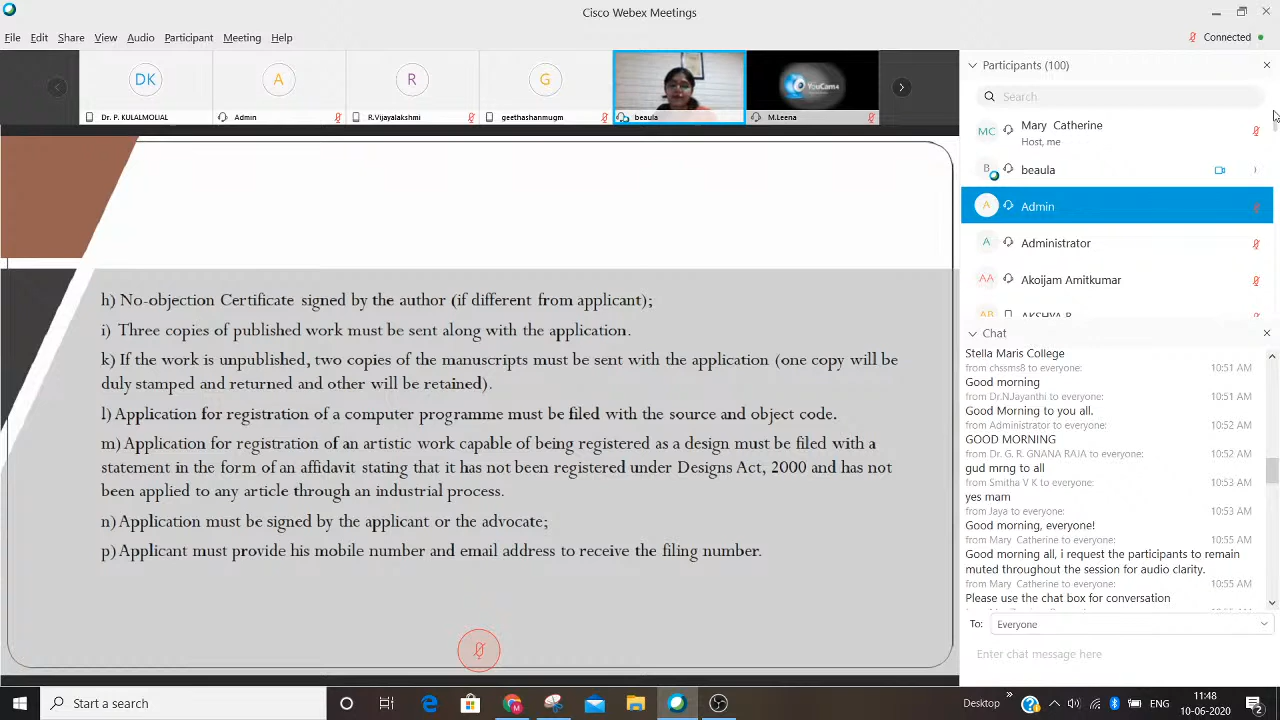 Cisco Webex Meetings
File Edit Share View Audio Participant Meeting Help
Connected
DK
A
R
G
YouCam
Dr. P. KULALMOLIAL
Admin
R.Vijayalakshmi
geethashanmugm
beaula
M.Leena
h) No-objection Certificate signed by the author (if different from applicant);
i) Three copies of published work must be sent along with the application.
k) If the work is unpublished, two copies of the manuscripts must be sent with the application (one copy will be
duly stamped and returned and other will be retained).
l) Application for registration of a computer programme must be filed with the source and object code.
m) Application for registration of an artistic work capable of being registered as a design must be filed with a
statement in the form of an affidavit stating that it has not been registered under Designs Act, 2000 and has not
been applied to any article through an industrial process.
n) Application must be signed by the applicant or the advocate;
p) Applicant must provide his mobile number and email address to receive the filing number.
Participants (100)
Search
MC Mary Catherine
Host, me
B beaula
A Admin
A Administrator
AA Akoijam Amitkumar
AB AKSHYA B
Chat
Stella Maris College
from chssms8 to everyone: 10:51 AM
Good morning
from Dr.N.Jayanthi to everyone: 10:51 AM
Good Morning to you all.
from Administrator to everyone: 10:52 AM
GOOD MORNING
from Dr. G. R. GNANA RAJA to everyone: 10:52 AM
gud mrng to all
from Smitha V K to everyone: 10:53 AM
yes mam
from Jaya to everyone: 10:53 AM
Good morning, everyone!
from Mary Catherine to everyone: 10:55 AM
Good morning all, i request the participants to remain
muted throughout the session for audio clarity.
from Mary Catherine to everyone: 10:55 AM
Please use the chat box for conversation
To: Everyone
Enter chat message here
Start a search
Desktop
ENG
11:48
10-06-2020
2